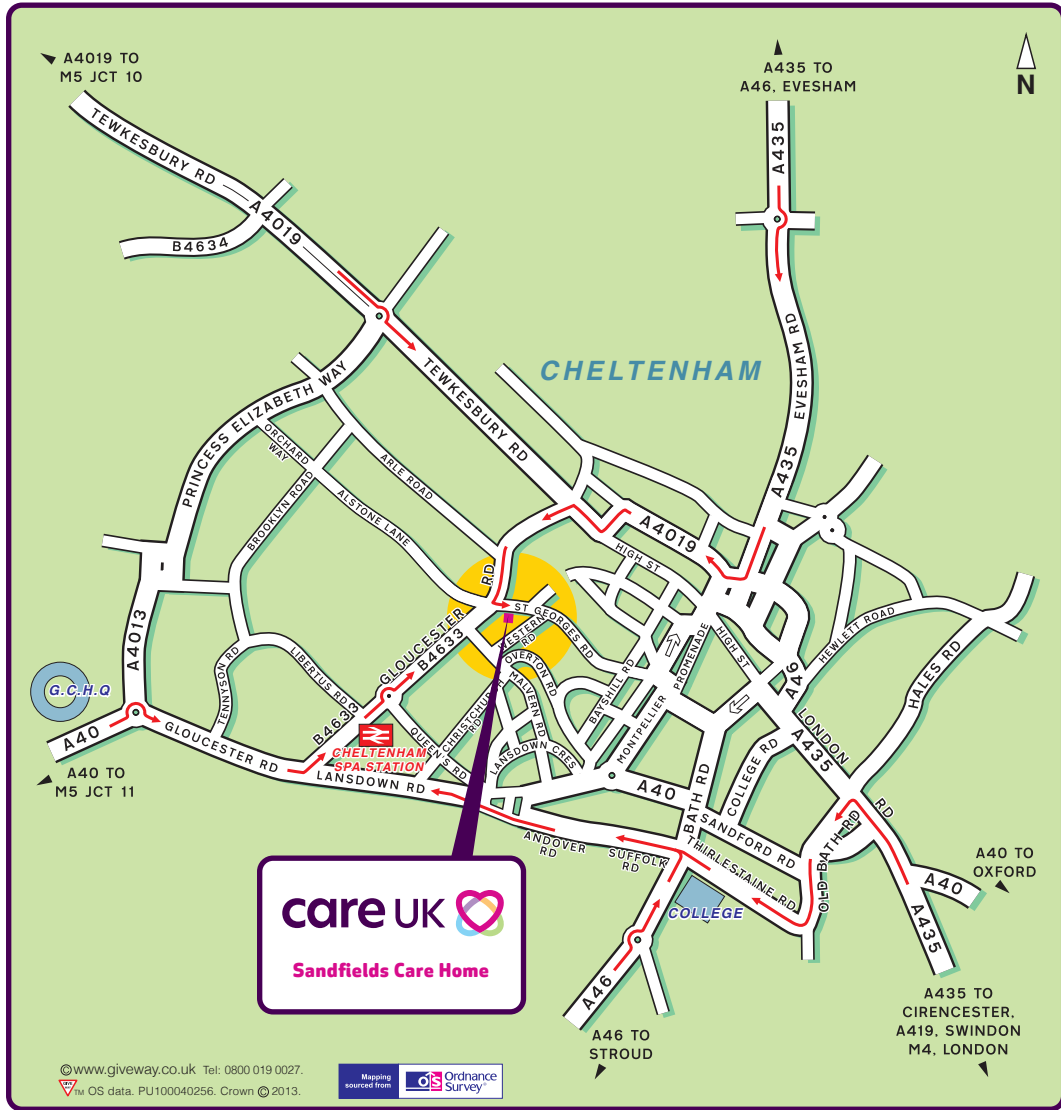 A4019 TO
M5 JCT 10
A435 TO
A46, EVESHAM
N
TEWKESBURY RD
A4019
B4634
A435
EVESHAM RD
A435
CHELTENHAM
TEWKESBURY RD
PRINCESS ELIZABETH WAY
ORCHARD
WAY
ARLE ROAD
BROOKLYN ROAD
ALSTONE LANE
A4019
HIGH ST
RD
GLOUCESTER
B4633
ST GEORGES RD
WESTERN
RD
OVERTON RD
MALVERN RD
CHRISTCHURCH
RD
A4013
G.C.H.Q
TENNYSON RD
LIBERTUS RD
B4633
QUEEN'S RD
LANSDOWN CRES
BAYSHILL RD
MONTPELLIER
PROMENADE
HIGH ST
A46
HEWLETT ROAD
HALES RD
LONDON
RD
A435
A40
GLOUCESTER RD
CHELTENHAM
SPA STATION
LANSDOWN RD
A40 TO
M5 JCT 11
A40
BATH RD
COLLEGE RD
SANDFORD RD
THIRLESTAINE RD
OLD BATH RD
ANDOVER
RD
SUFFOLK
RD
COLLEGE
A40
A40 TO
OXFORD
A435
A46
A46 TO
STROUD
A435 TO
CIRENCESTER,
A419, SWINDON
M4, LONDON
care UK
Sandfields Care Home
©www.giveway.co.uk Tel: 0800 019 0027.
GIVE WAY
TM OS data. PU100040256. Crown © 2013.
Mapping
sourced from
OS Ordnance
Survey®